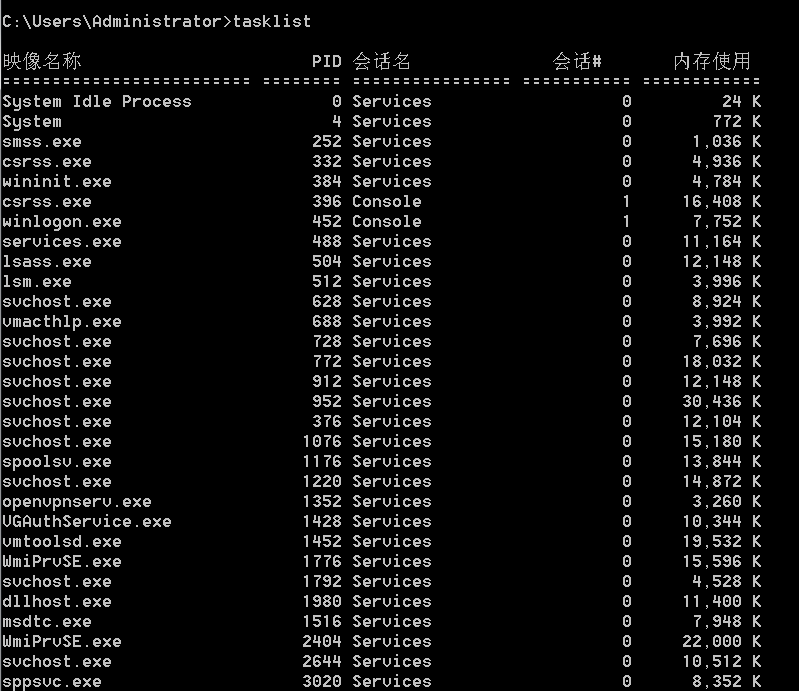 C:\Users\Administrator>tasklist
映像名称 PID 会话名 会话# 内存使用
========================= ======== ================ =========== ============
System Idle Process 0 Services 0 24 K
System 4 Services 0 772 K
smss.exe 252 Services 0 1,036 K
csrss.exe 332 Services 0 4,936 K
wininit.exe 384 Services 0 4,784 K
csrss.exe 396 Console 1 16,408 K
winlogon.exe 452 Console 1 7,752 K
services.exe 488 Services 0 11,164 K
lsass.exe 504 Services 0 12,148 K
lsm.exe 512 Services 0 3,996 K
svchost.exe 628 Services 0 8,924 K
vmacthlp.exe 688 Services 0 3,992 K
svchost.exe 728 Services 0 7,696 K
svchost.exe 772 Services 0 18,032 K
svchost.exe 912 Services 0 12,148 K
svchost.exe 952 Services 0 30,436 K
svchost.exe 376 Services 0 12,104 K
svchost.exe 1076 Services 0 15,180 K
spoolsv.exe 1176 Services 0 13,844 K
svchost.exe 1220 Services 0 14,872 K
openvpnserv.exe 1352 Services 0 3,260 K
VGAuthService.exe 1428 Services 0 10,344 K
vmtoolsd.exe 1452 Services 0 19,532 K
WmiPrvSE.exe 1776 Services 0 15,596 K
svchost.exe 1792 Services 0 4,528 K
dllhost.exe 1980 Services 0 11,400 K
msdtc.exe 1516 Services 0 7,948 K
WmiPrvSE.exe 2404 Services 0 22,000 K
svchost.exe 2644 Services 0 10,512 K
sppsvc.exe 3020 Services 0 8,352 K